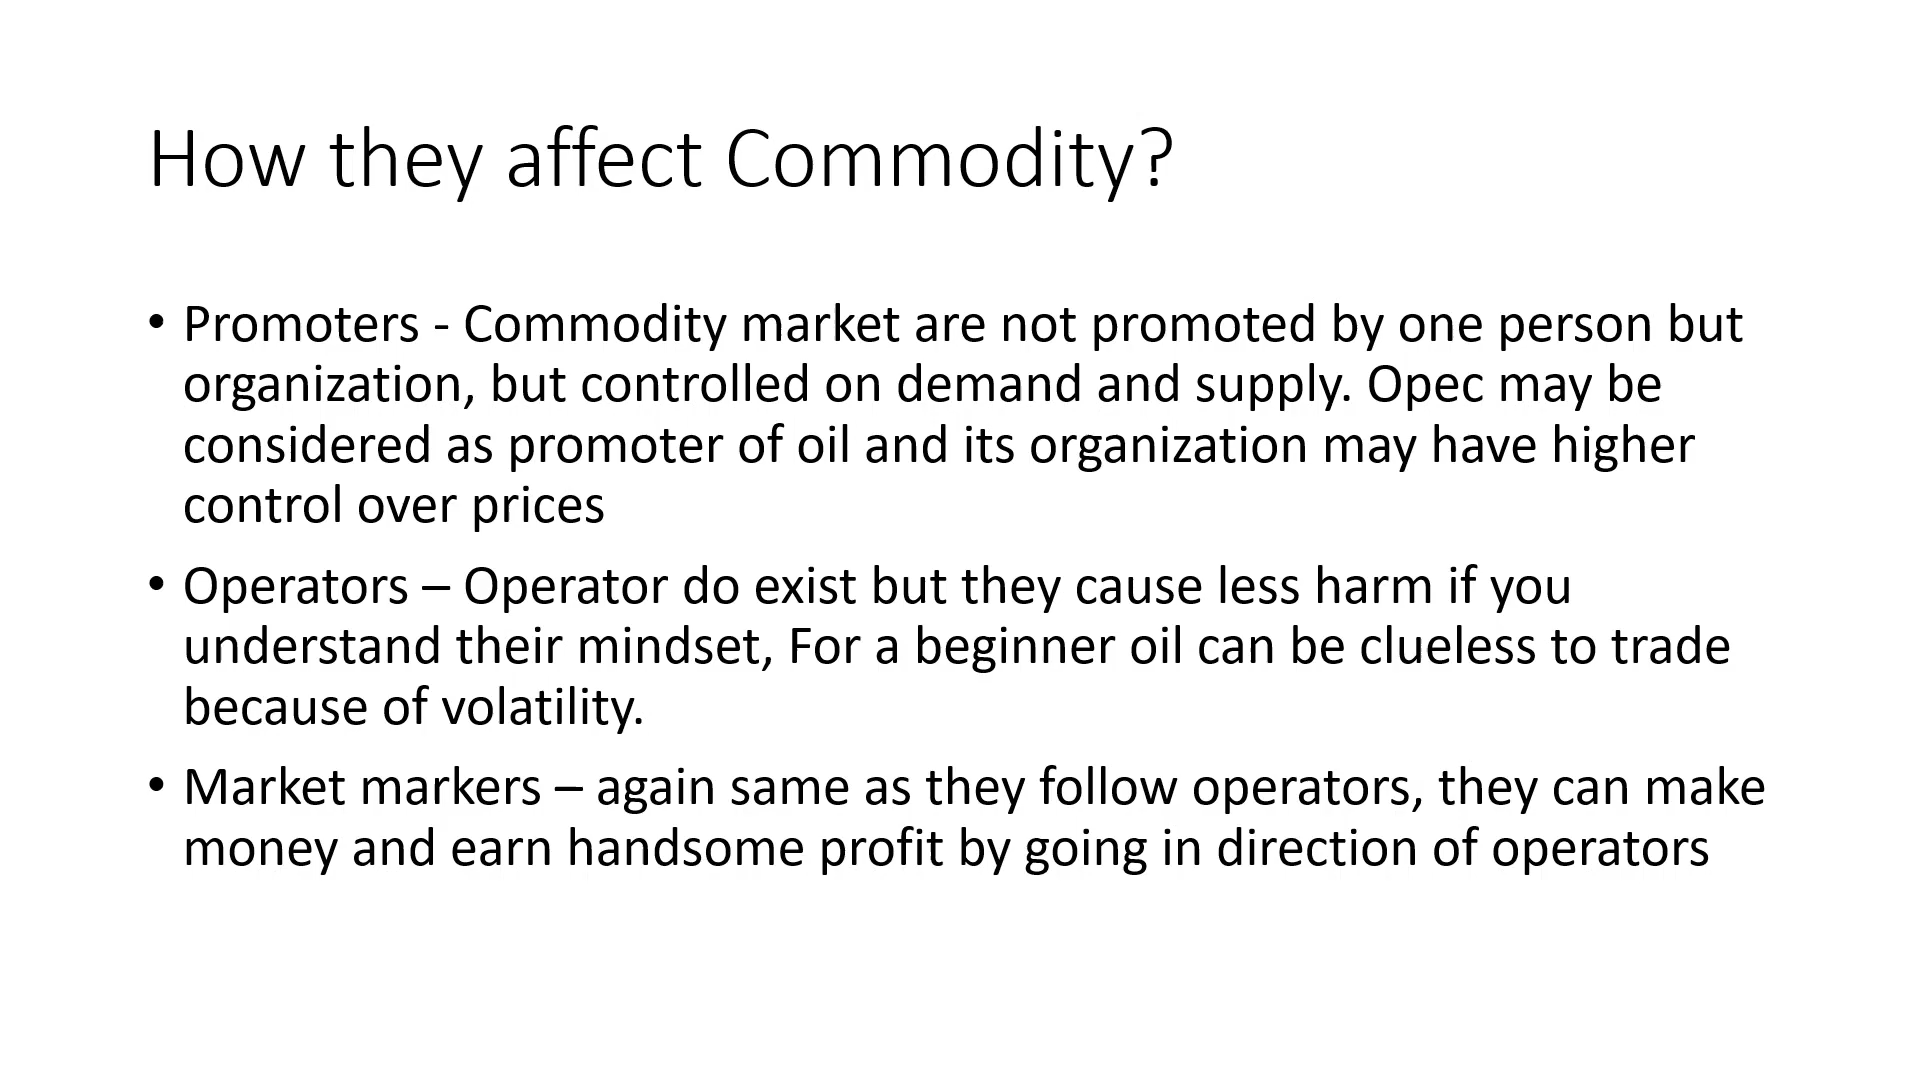 How they affect Commodity?
• Promoters - Commodity market are not promoted by one person but
organization, but controlled on demand and supply. Opec may be
considered as promoter of oil and its organization may have higher
control over prices
• Operators – Operator do exist but they cause less harm if you
understand their mindset, For a beginner oil can be clueless to trade
because of volatility.
• Market markers – again same as they follow operators, they can make
money and earn handsome profit by going in direction of operators